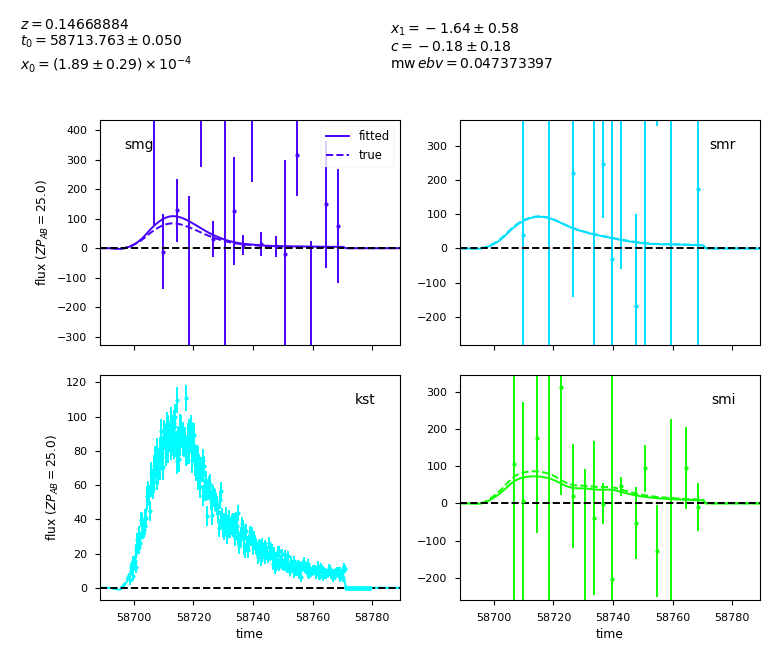 z = 0.14668884
t₀ = 58713.763 ± 0.050
x₀ = (1.89 ± 0.29) × 10⁻⁴
x₁ = −1.64 ± 0.58
c = −0.18 ± 0.18
mwebv = 0.047373397
smg
fitted
true
400
300
200
100
0
−100
−200
−300
flux (ZP_AB = 25.0)
smr
300
200
100
0
−100
−200
kst
120
100
80
60
40
20
0
flux (ZP_AB = 25.0)
58700 58720 58740 58760 58780
time
smi
300
200
100
0
−100
−200
58700 58720 58740 58760 58780
time